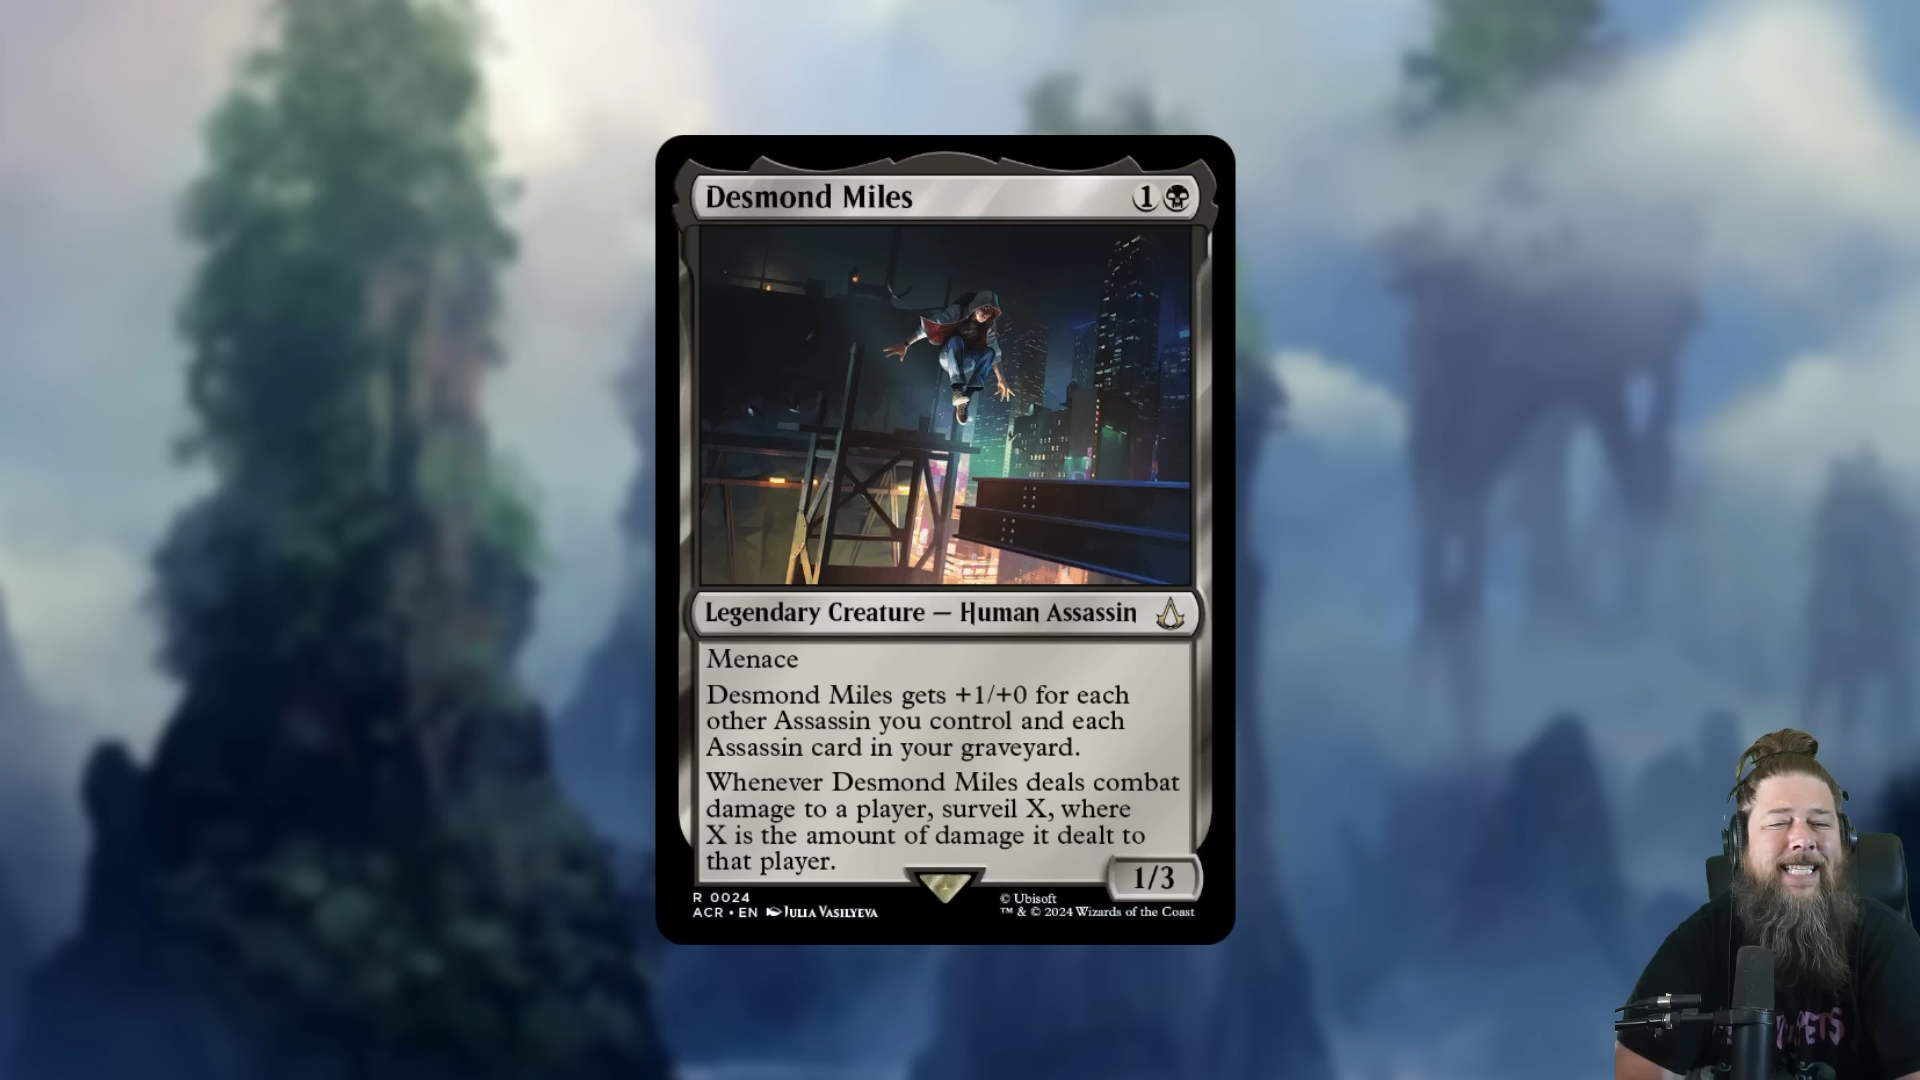 Desmond Miles 1
Legendary Creature — Human Assassin
Menace
Desmond Miles gets +1/+0 for each
other Assassin you control and each
Assassin card in your graveyard.
Whenever Desmond Miles deals combat
damage to a player, surveil X, where
X is the amount of damage it dealt to
that player.
1/3
R 0024
ACR • EN Julia Vasilyeva
© Ubisoft
™ & © 2024 Wizards of the Coast